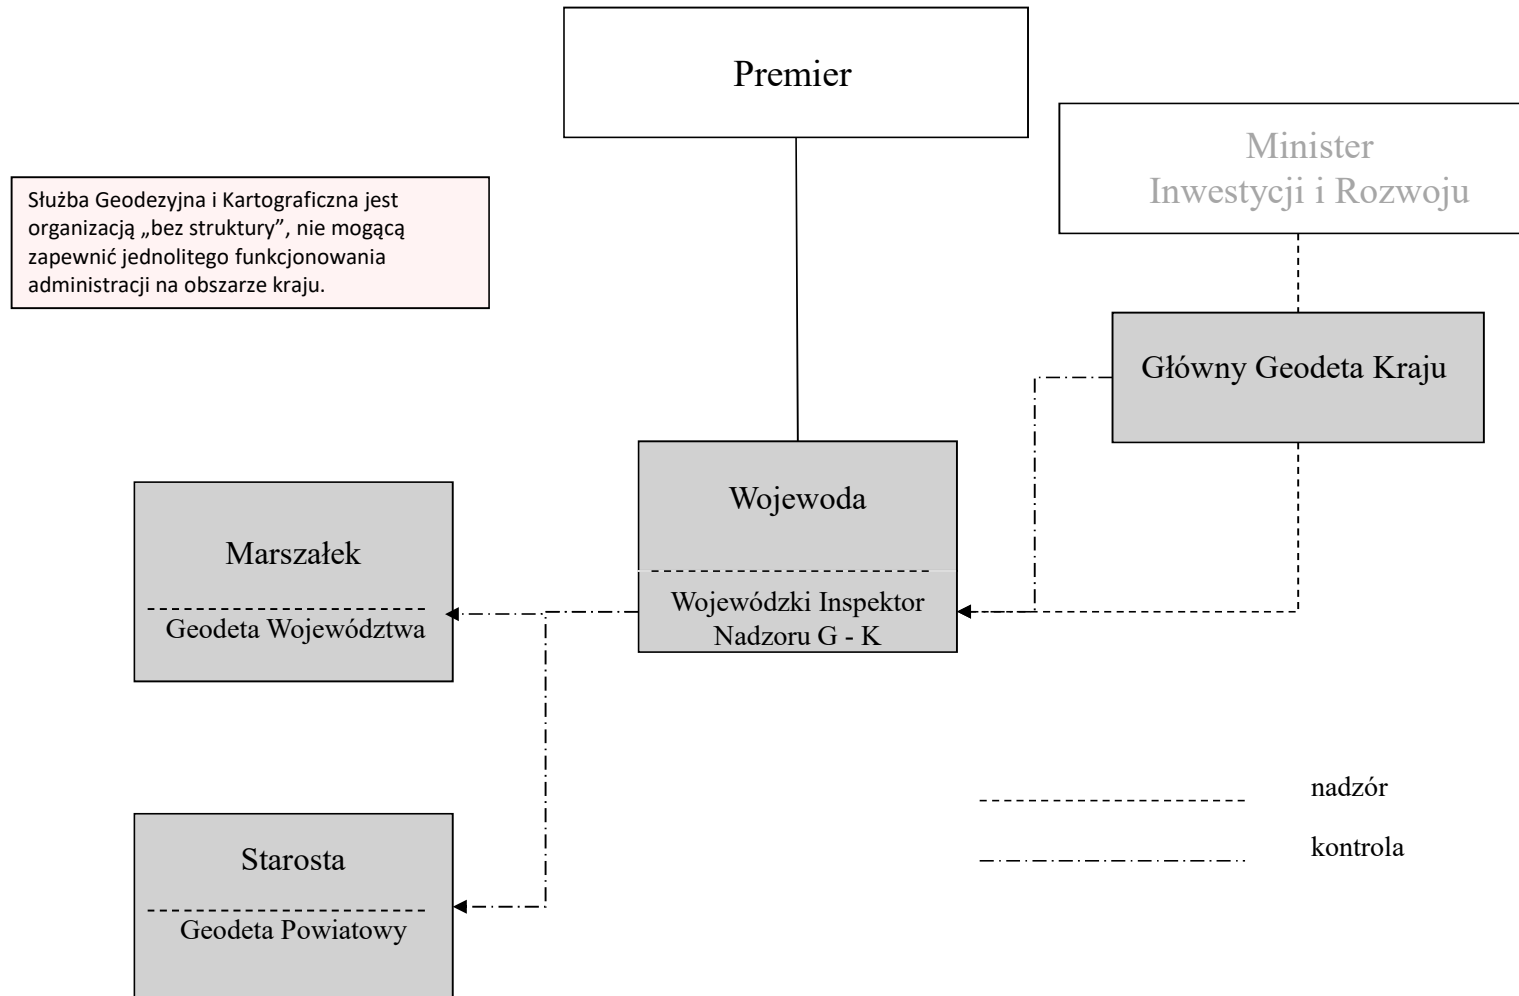 Premier
Minister
Inwestycji i Rozwoju
Służba Geodezyjna i Kartograficzna jest
organizacją „bez struktury”, nie mogącą
zapewnić jednolitego funkcjonowania
administracji na obszarze kraju.
Główny Geodeta Kraju
Wojewoda
Wojewódzki Inspektor
Nadzoru G - K
Marszałek
Geodeta Województwa
Starosta
Geodeta Powiatowy
nadzór
kontrola